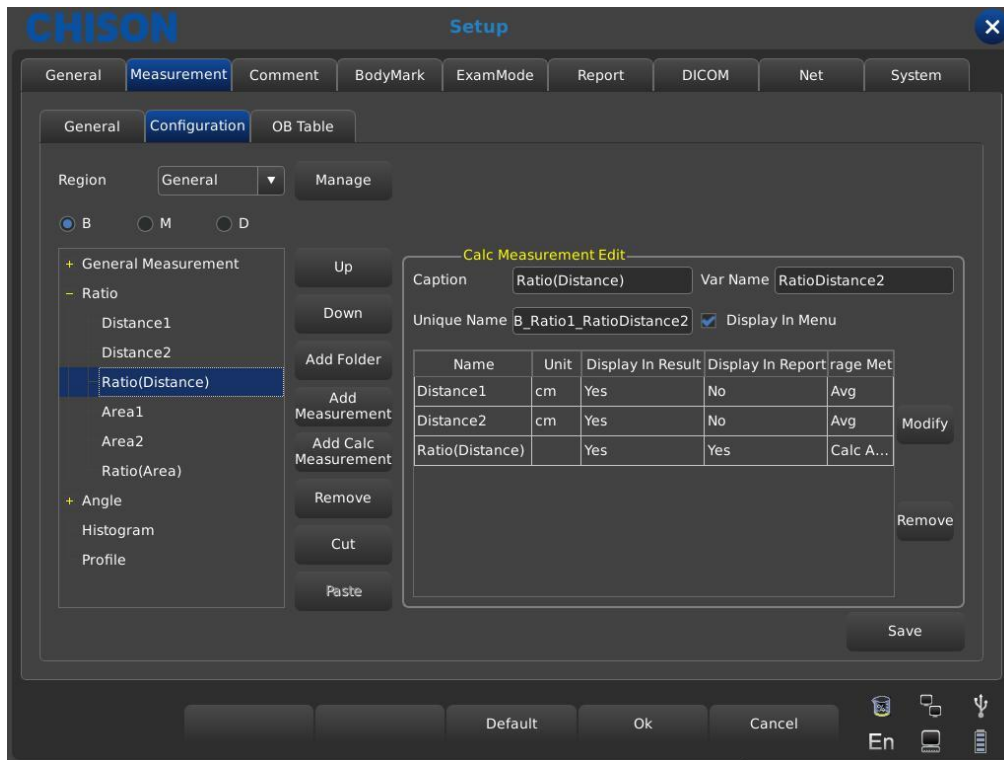 CHISON
Setup
General Measurement Comment BodyMark ExamMode Report DICOM Net System
General Configuration OB Table
Region General Manage
B M D
+ General Measurement
− Ratio
Distance1
Distance2
Ratio(Distance)
Area1
Area2
Ratio(Area)
+ Angle
Histogram
Profile
Up
Down
Add Folder
Add
Measurement
Add Calc
Measurement
Remove
Cut
Paste
Calc Measurement Edit
Caption Ratio(Distance) Var Name RatioDistance2
Unique Name B_Ratio1_RatioDistance2 Display In Menu
Name Unit Display In Result Display In Report rage Met
Distance1 cm Yes No Avg
Distance2 cm Yes No Avg
Ratio(Distance) Yes Yes Calc A...
Modify
Remove
Save
Default Ok Cancel
En